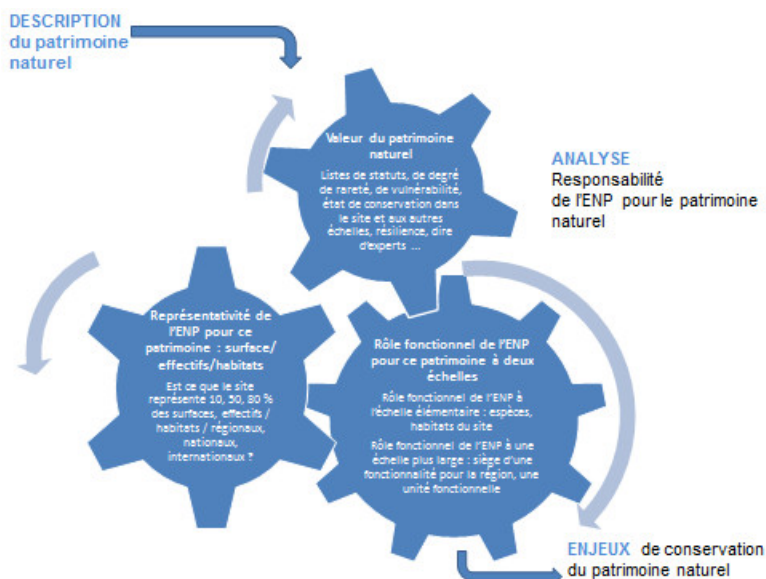 DESCRIPTION
du patrimoine
naturel
Valeur du patrimoine
naturel
Listes de statuts, de degré
de rareté, de vulnérabilité,
état de conservation dans
le site et aux autres
échelles, résilience, dire
d'experts ...
ANALYSE
Responsabilité
de l'ENP pour le patrimoine
naturel
Représentativité de
l'ENP pour ce
patrimoine : surface/
effectifs/habitats
Est ce que le site
représente 10, 50, 80 %
des surfaces, effectifs /
habitats / régionaux,
nationaux,
internationaux ?
Rôle fonctionnel de l'ENP
pour ce patrimoine à deux
échelles
Rôle fonctionnel de l'ENP à
l'échelle élémentaire : espèces,
habitats du site
Rôle fonctionnel de l'ENP à une
échelle plus large : siège d'une
fonctionnalité pour la région, une
unité fonctionnelle
ENJEUX de conservation
du patrimoine naturel